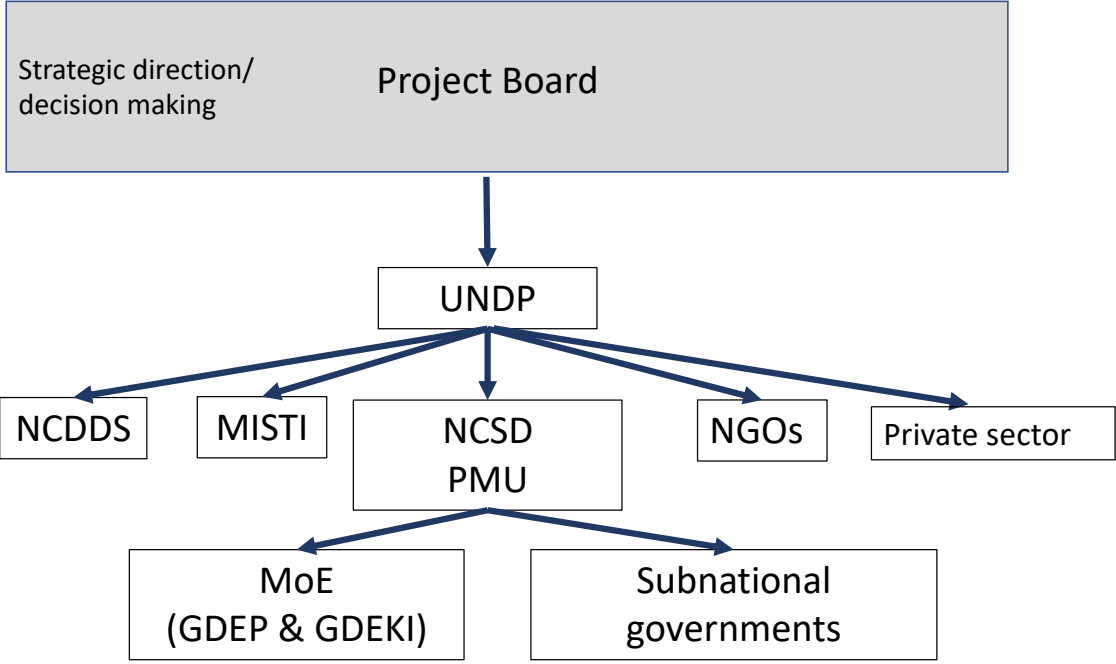 Strategic direction/
decision making
Project Board
UNDP
NCDDS
MISTI
NCSD
PMU
NGOs
Private sector
MoE
(GDEP & GDEKI)
Subnational
governments